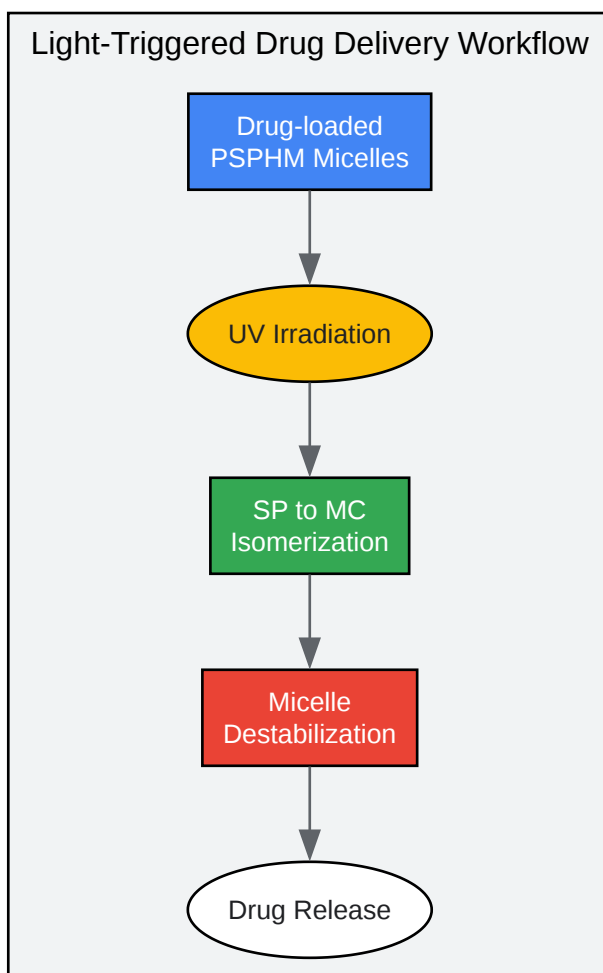 Light-Triggered Drug Delivery Workflow
Drug-loaded
PSPHM Micelles
UV Irradiation
SP to MC
Isomerization
Micelle
Destabilization
Drug Release